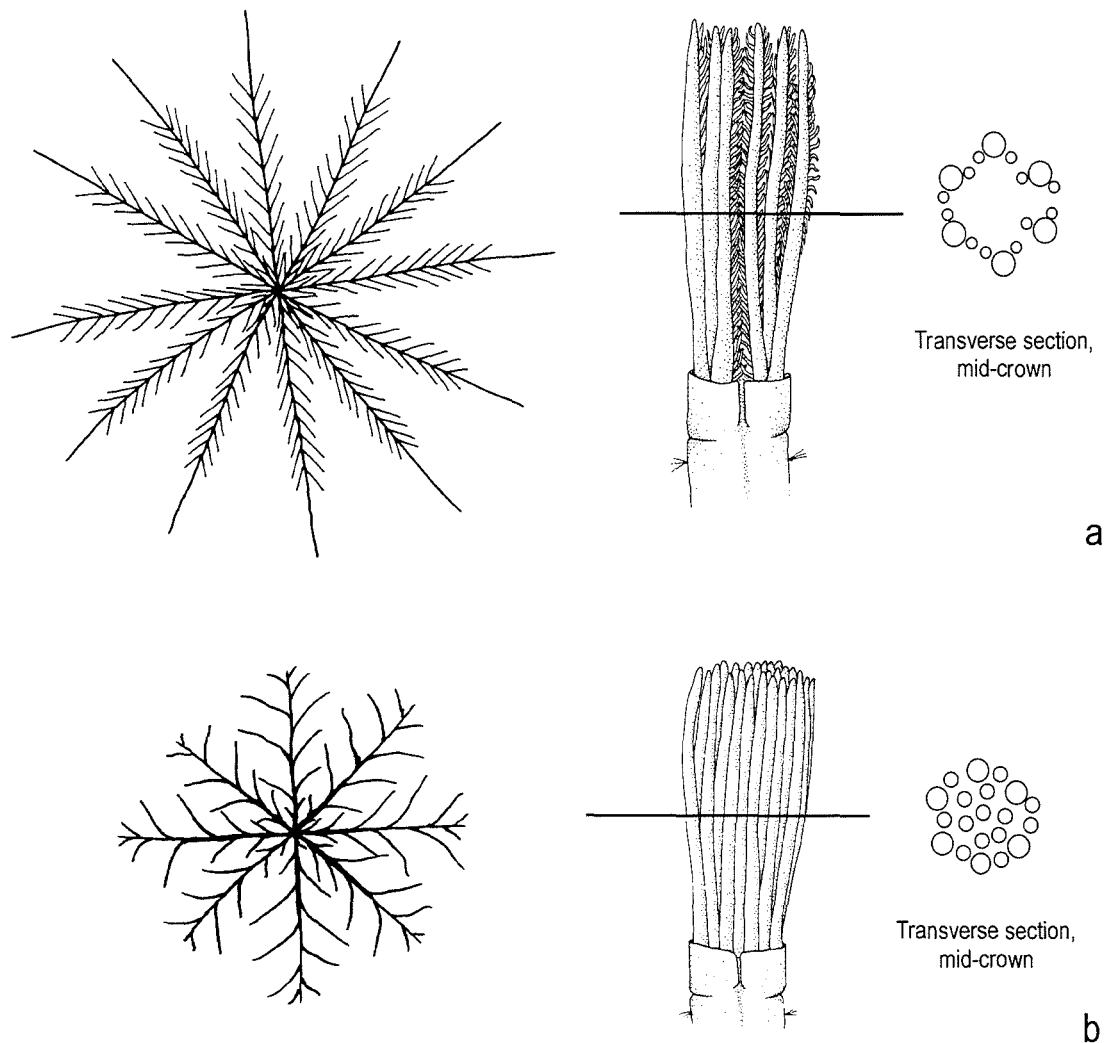 Transverse section,
mid-crown
a
Transverse section,
mid-crown
b